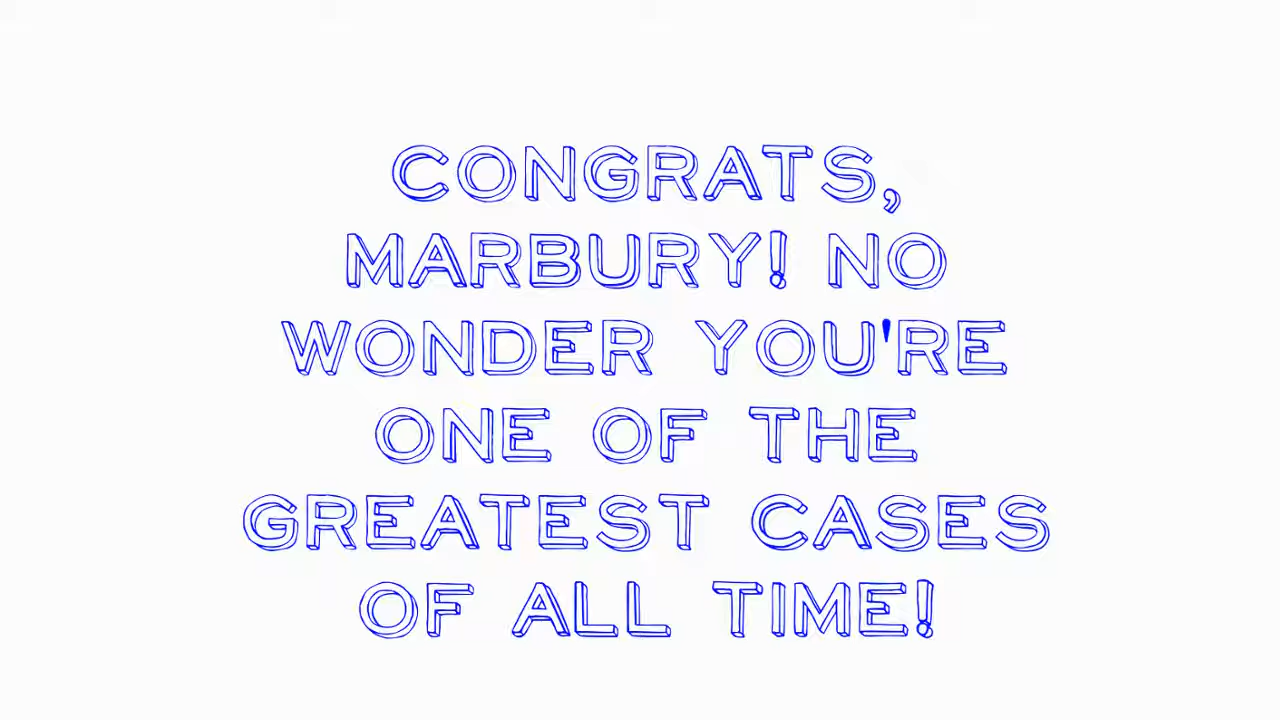 CONGRATS,
MARBURY! NO
WONDER YOU'RE
ONE OF THE
GREATEST CASES
OF ALL TIME!